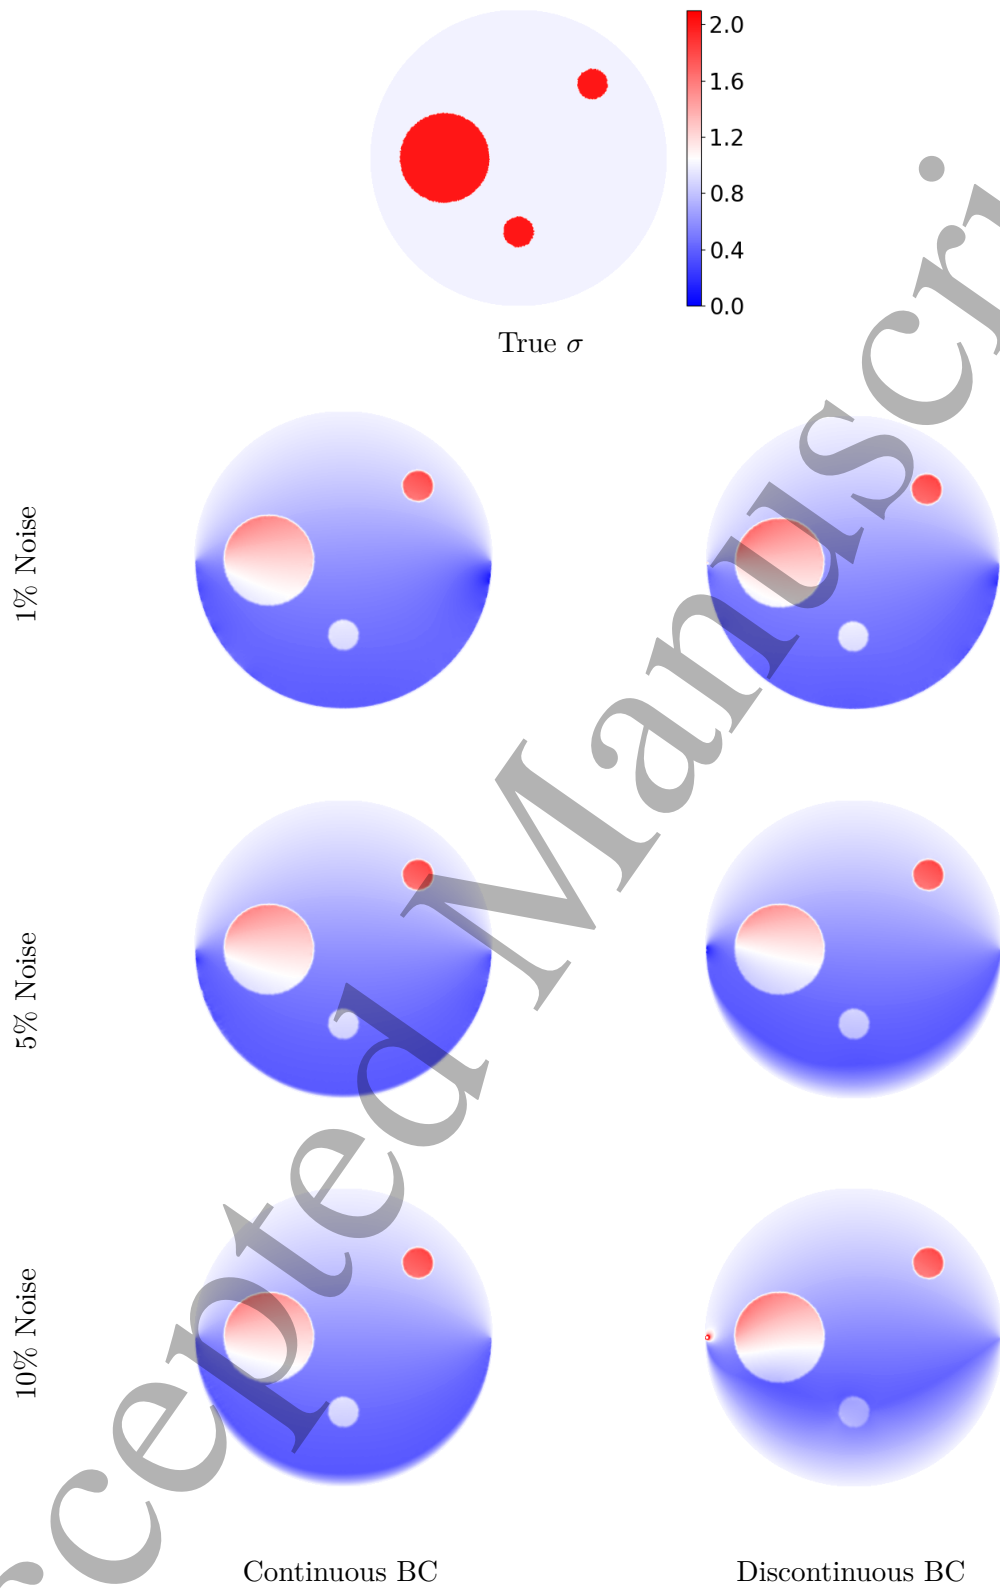 2.0
1.6
1.2
0.8
0.4
0.0
True σ
1% Noise
5% Noise
10% Noise
Continuous BC
Discontinuous BC
cepted Manuscri